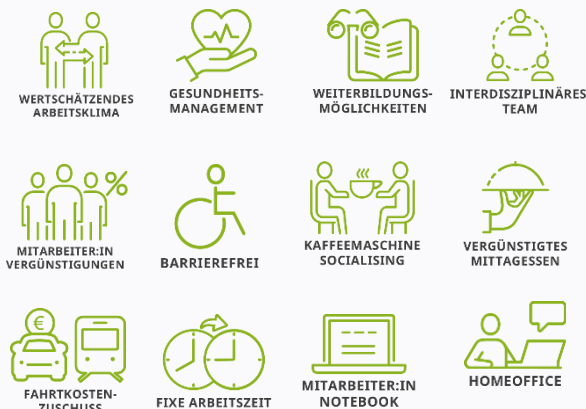 WERTSCHÄTZENDES
ARBEITSKLIMA
GESUNDHEITS-
MANAGEMENT
WEITERBILDUNGS-
MÖGLICHKEITEN
INTERDISZIPLINÄRES
TEAM
%
MITARBEITER:IN
VERGÜNSTIGUNGEN
BARRIEREFREI
KAFFEEMASCHINE
SOCIALISING
VERGÜNSTIGTES
MITTAGESSEN
€
FAHRTKOSTEN-
ZUSCHUSS
FIXE ARBEITSZEIT
MITARBEITER:IN
NOTEBOOK
HOMEOFFICE